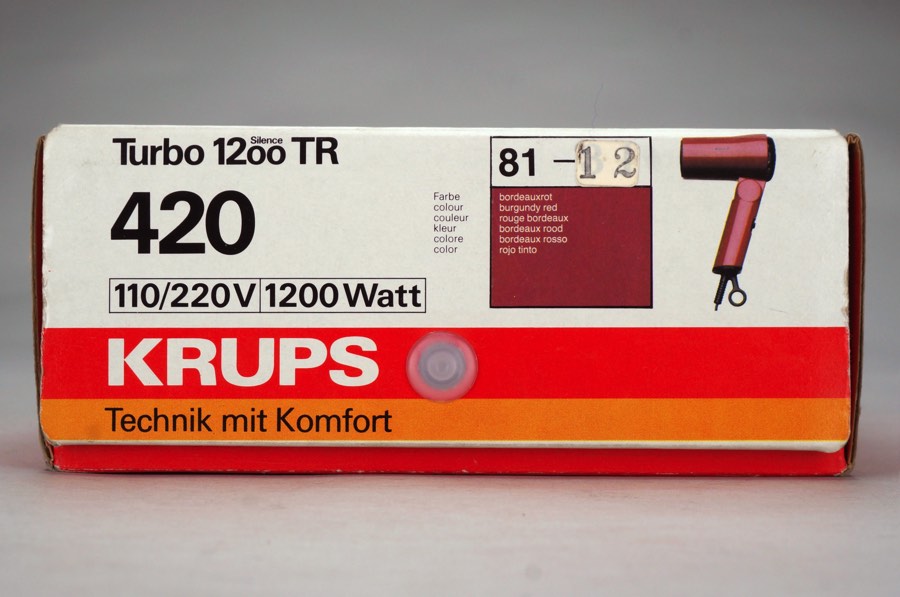 Turbo 12oo Silence TR
420
110/220V 1200 Watt
81 – 12
Farbe
colour
couleur
kleur
colore
color
bordeauxrot
burgundy red
rouge bordeaux
bordeaux rood
bordeaux rosso
rojo tinto
KRUPS
Technik mit Komfort